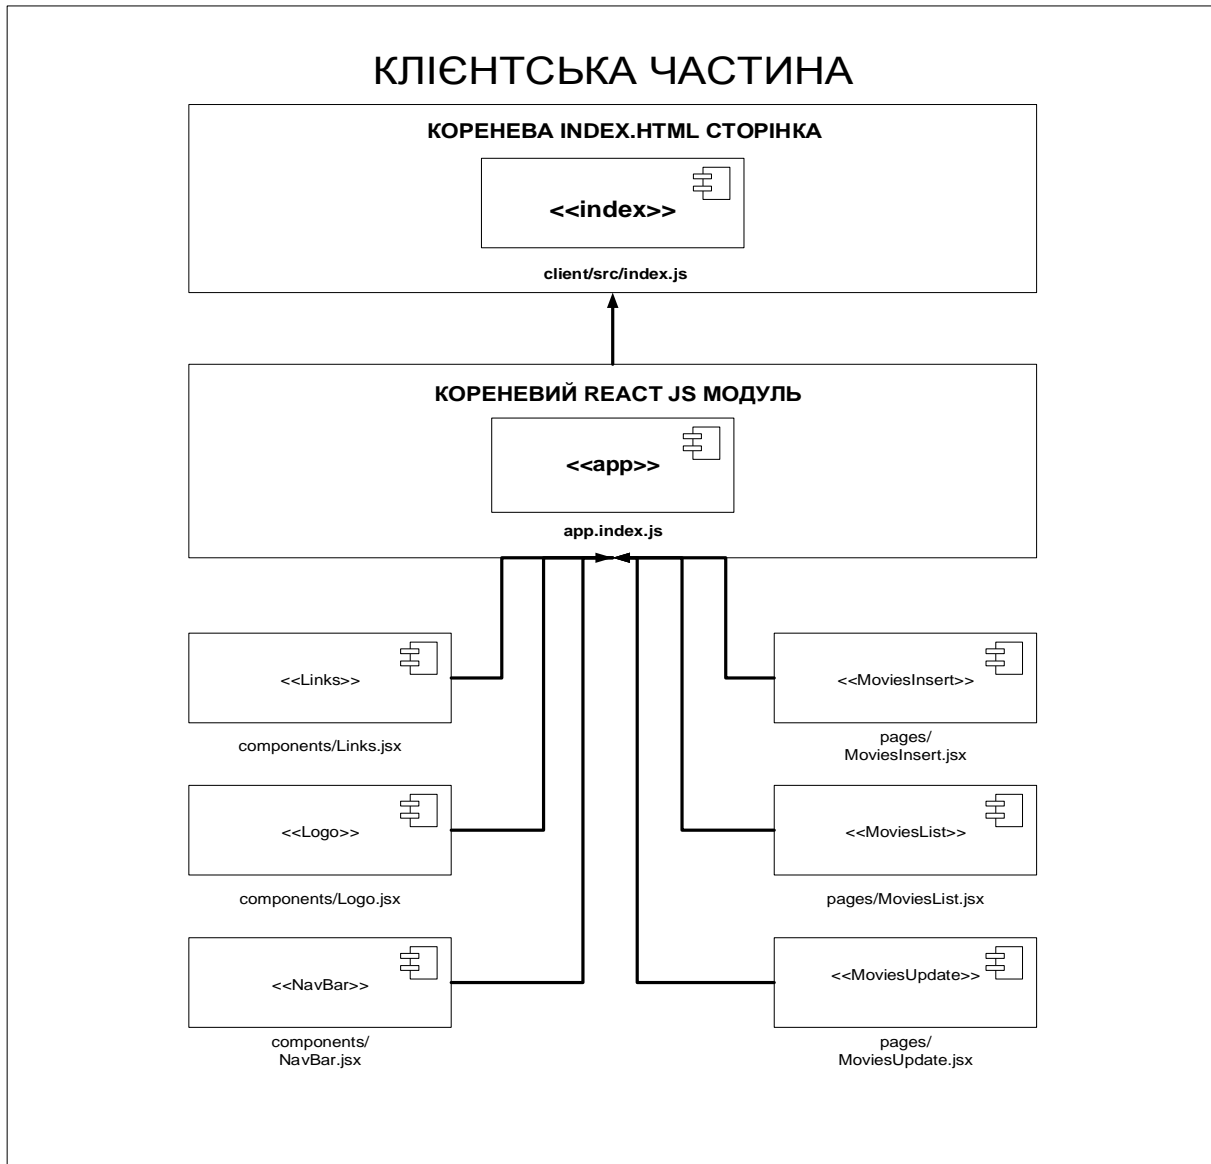 КЛІЄНТСЬКА ЧАСТИНА
КОРЕНЕВА INDEX.HTML СТОРІНКА
<<index>>
client/src/index.js
КОРЕНЕВИЙ REACT JS МОДУЛЬ
<<app>>
app.index.js
<<Links>>
components/Links.jsx
<<Logo>>
components/Logo.jsx
<<NavBar>>
components/
NavBar.jsx
<<MoviesInsert>>
pages/
MoviesInsert.jsx
<<MoviesList>>
pages/MoviesList.jsx
<<MoviesUpdate>>
pages/
MoviesUpdate.jsx